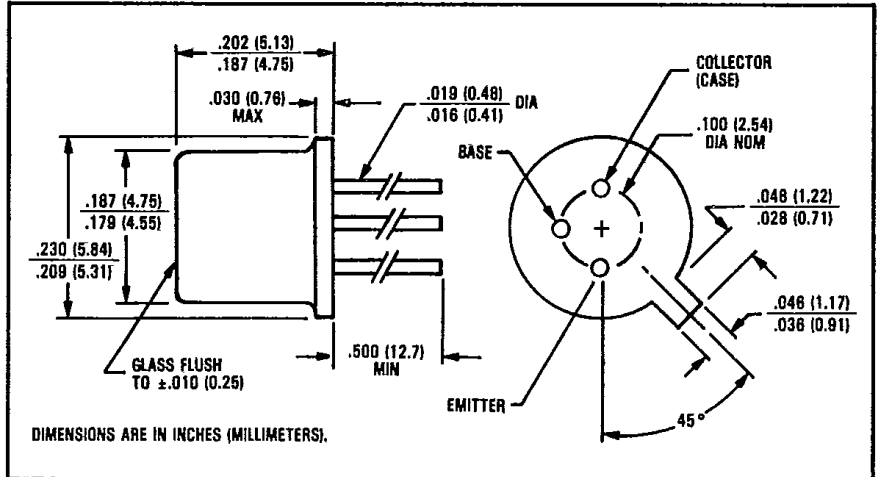 .202 (5.13)
.187 (4.75)
.030 (0.76)
MAX
.019 (0.48)
.016 (0.41)
DIA
COLLECTOR
(CASE)
.100 (2.54)
DIA NOM
BASE
.187 (4.75)
.179 (4.55)
.048 (1.22)
.028 (0.71)
.230 (5.84)
.209 (5.31)
.046 (1.17)
.036 (0.91)
.500 (12.7)
MIN
GLASS FLUSH
TO ±.010 (0.25)
EMITTER
45°
DIMENSIONS ARE IN INCHES (MILLIMETERS).